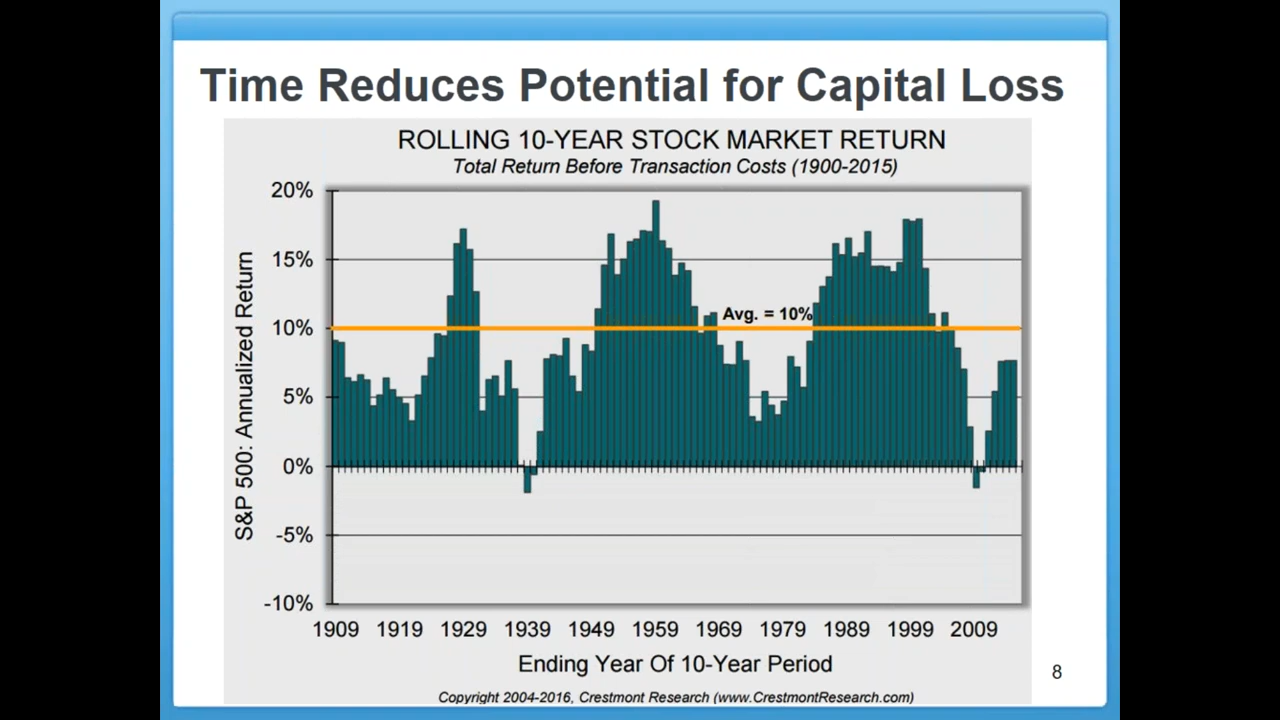 Time Reduces Potential for Capital Loss
ROLLING 10-YEAR STOCK MARKET RETURN
Total Return Before Transaction Costs (1900-2015)
20%
15%
10%
5%
0%
-5%
-10%
S&P 500: Annualized Return
Avg. = 10%
1909 1919 1929 1939 1949 1959 1969 1979 1989 1999 2009
Ending Year Of 10-Year Period
8
Copyright 2004-2016, Crestmont Research (www.CrestmontResearch.com)